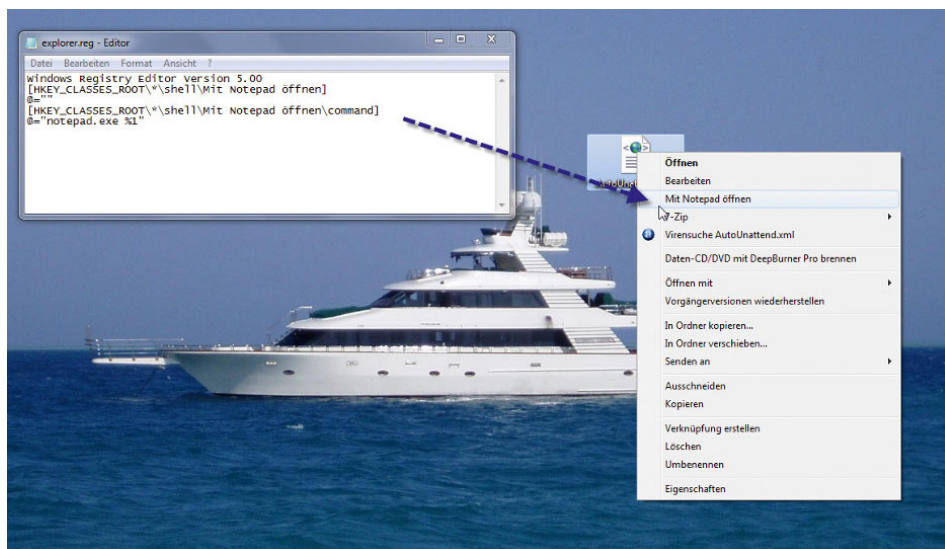 explorer.reg - Editor
Datei Bearbeiten Format Ansicht ?
Windows Registry Editor Version 5.00
[HKEY_CLASSES_ROOT\*\shell\Mit Notepad öffnen]
@=""
[HKEY_CLASSES_ROOT\*\shell\Mit Notepad öffnen\command]
@="notepad.exe %1"
Öffnen
Bearbeiten
Mit Notepad öffnen
7-Zip
Virensuche AutoUnattend.xml
Daten-CD/DVD mit DeepBurner Pro brennen
Öffnen mit
Vorgängerversionen wiederherstellen
In Ordner kopieren...
In Ordner verschieben...
Senden an
Ausschneiden
Kopieren
Verknüpfung erstellen
Löschen
Umbenennen
Eigenschaften